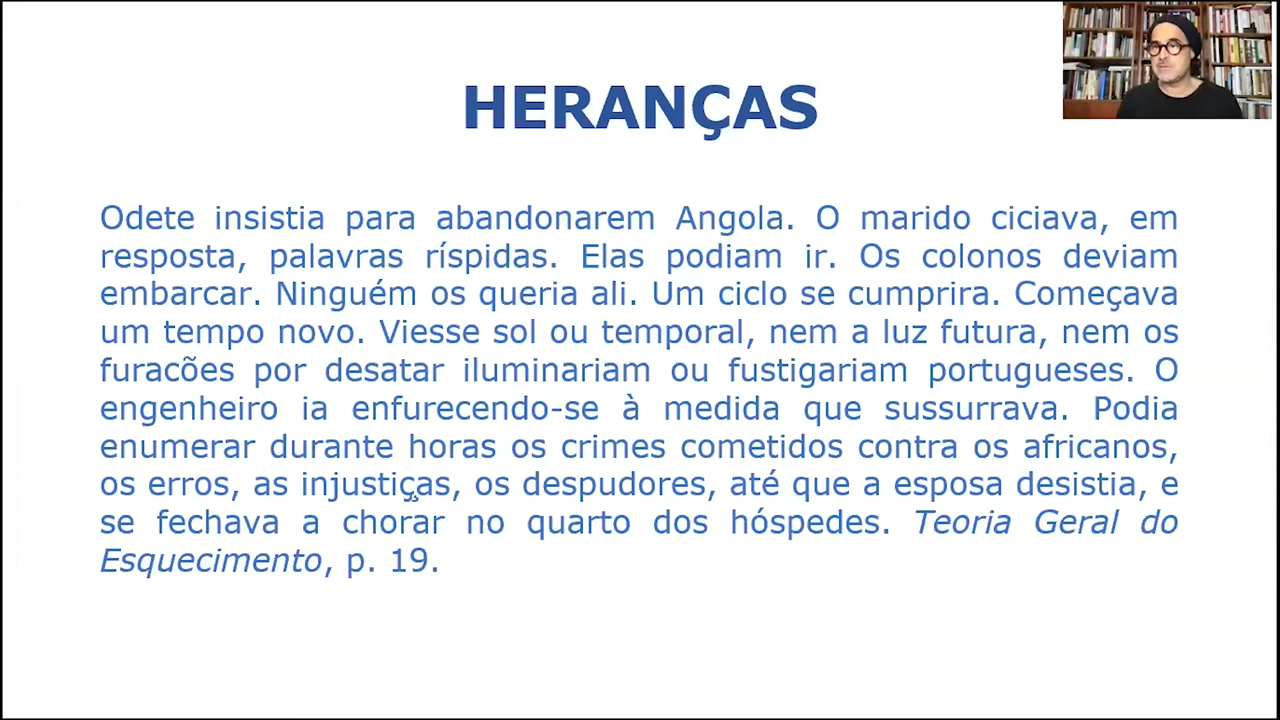 HERANÇAS
Odete insistia para abandonarem Angola. O marido ciciava, em
resposta, palavras ríspidas. Elas podiam ir. Os colonos deviam
embarcar. Ninguém os queria ali. Um ciclo se cumprira. Começava
um tempo novo. Viesse sol ou temporal, nem a luz futura, nem os
furacões por desatar iluminariam ou fustigariam portugueses. O
engenheiro ia enfurecendo-se à medida que sussurrava. Podia
enumerar durante horas os crimes cometidos contra os africanos,
os erros, as injustiças, os despudores, até que a esposa desistia, e
se fechava a chorar no quarto dos hóspedes. Teoria Geral do
Esquecimento, p. 19.